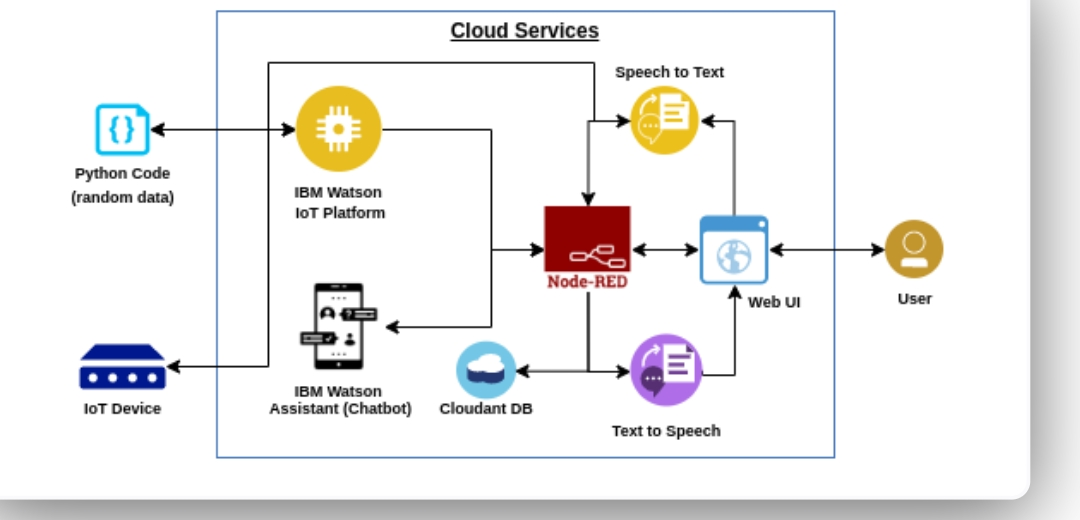 Cloud Services
Speech to Text
Python Code
(random data)
IBM Watson
IoT Platform
Node-RED
Web UI
User
IBM Watson
Assistant (Chatbot)
IoT Device
Cloudant DB
Text to Speech